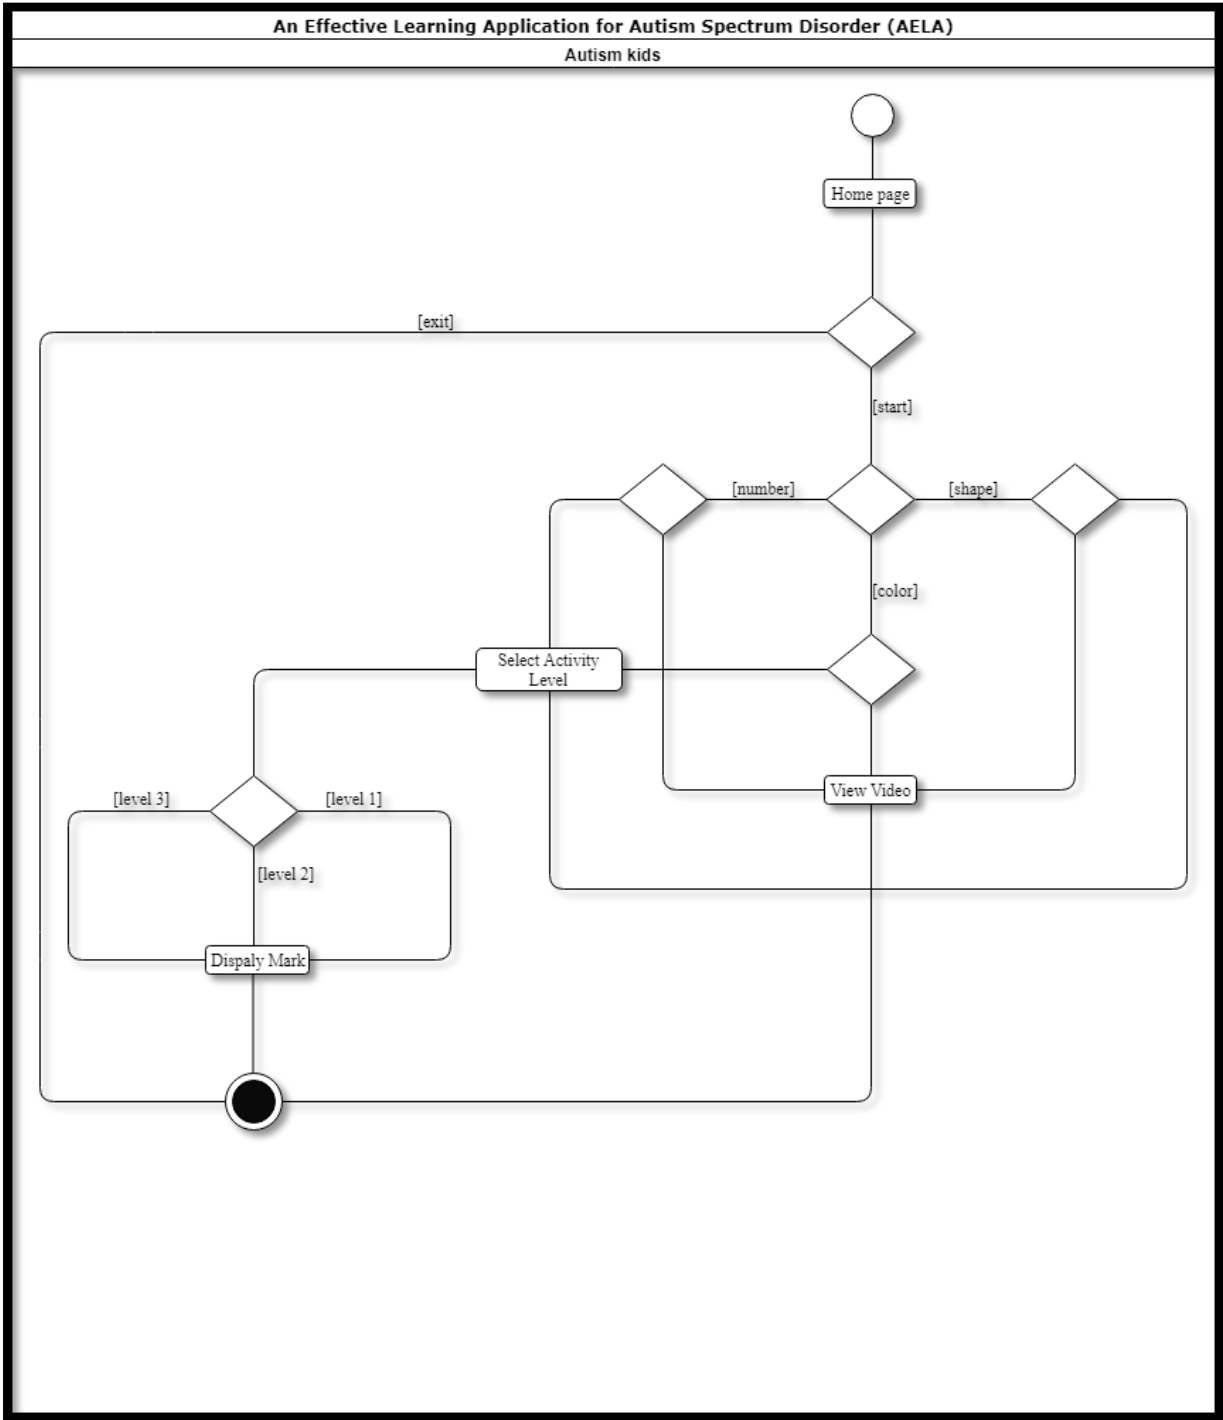 An Effective Learning Application for Autism Spectrum Disorder (AELA)
Autism kids
Home page
[exit]
[start]
[number]
[shape]
[color]
Select Activity
Level
View Video
[level 3]
[level 1]
[level 2]
Dispaly Mark